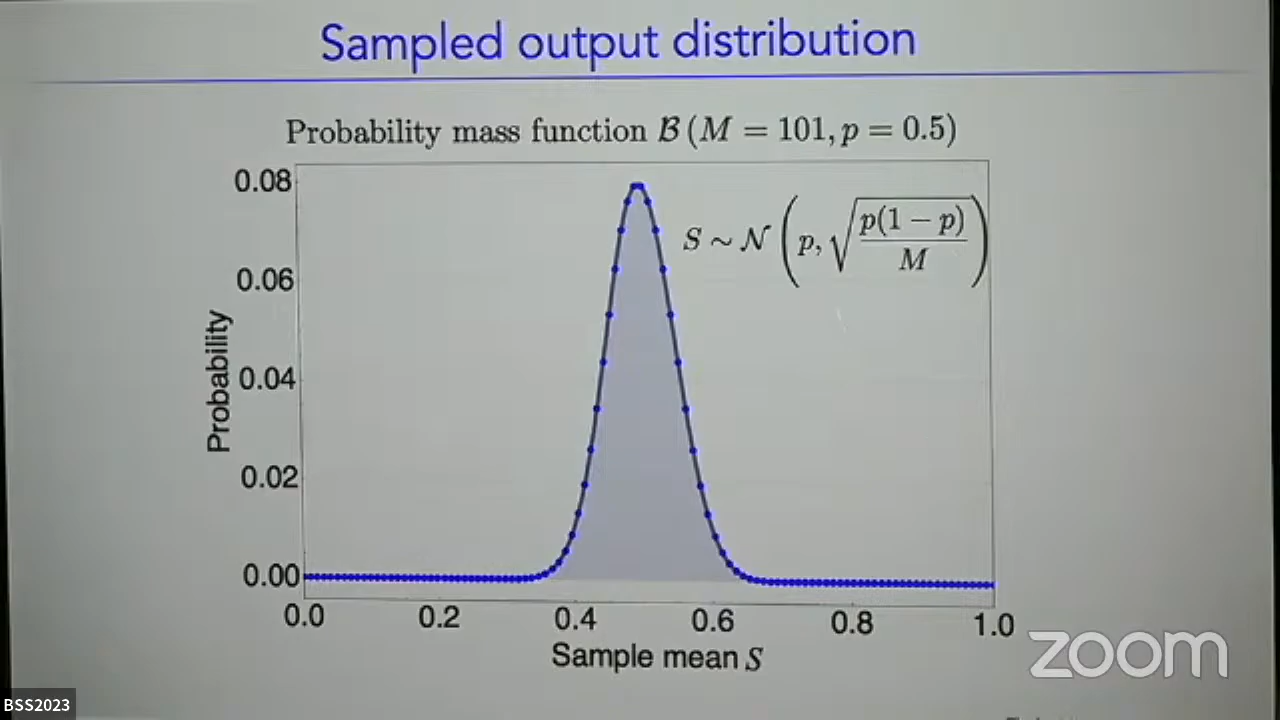 Sampled output distribution
Probability mass function B(M = 101, p = 0.5)
S ~ N(p, √(p(1 − p)/M))
0.08
0.06
0.04
0.02
0.00
Probability
0.0 0.2 0.4 0.6 0.8 1.0
Sample mean S
zoom
BSS2023